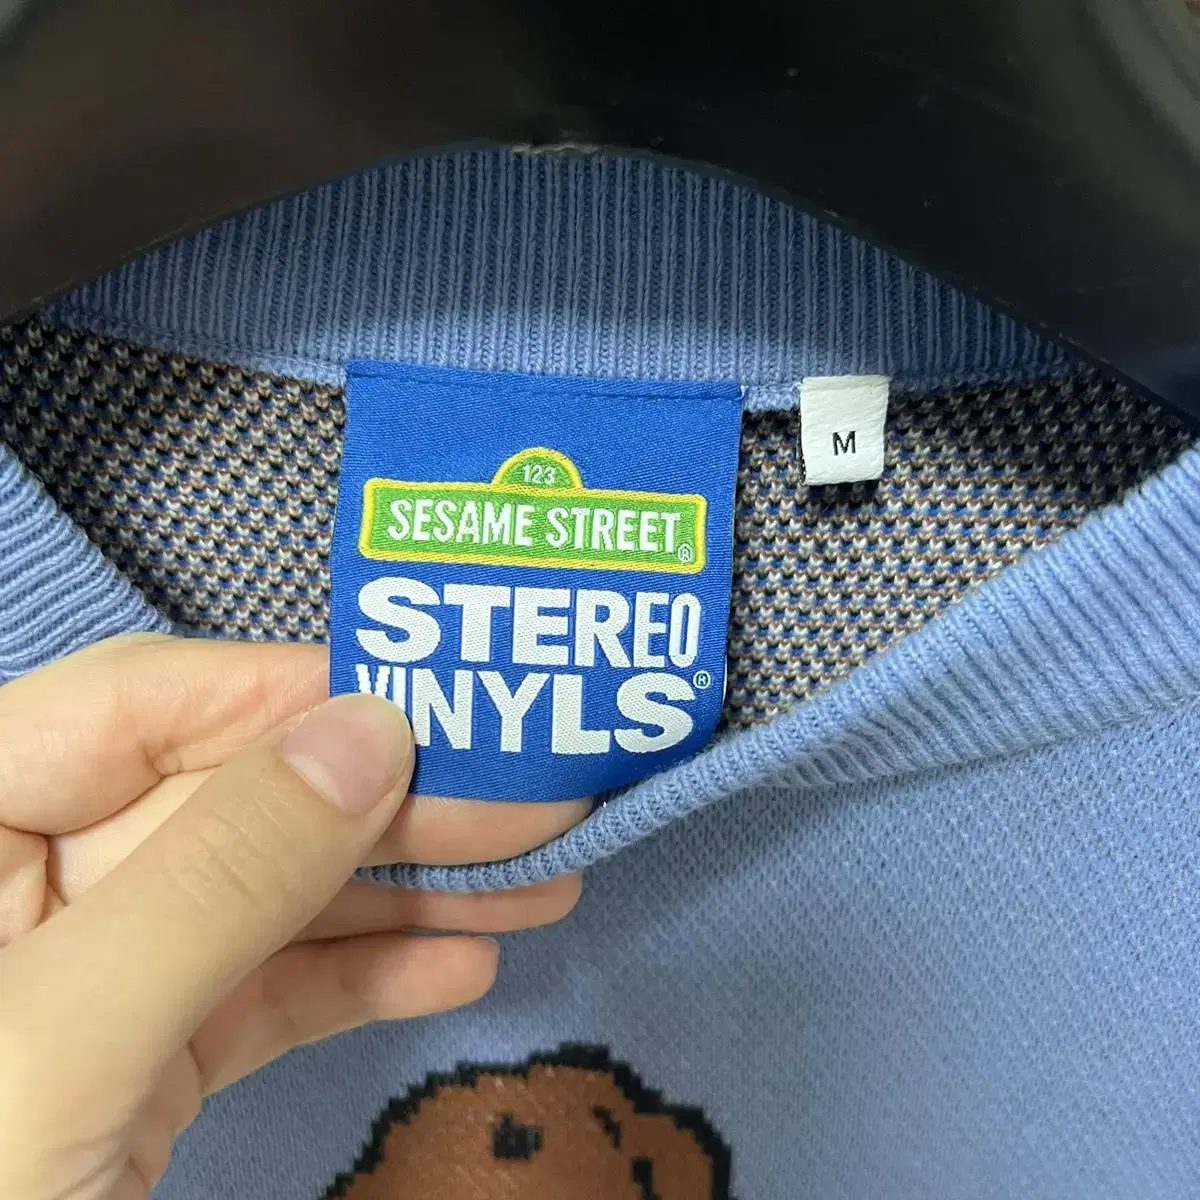 123
SESAME STREET®
STEREO
VINYLS®
M